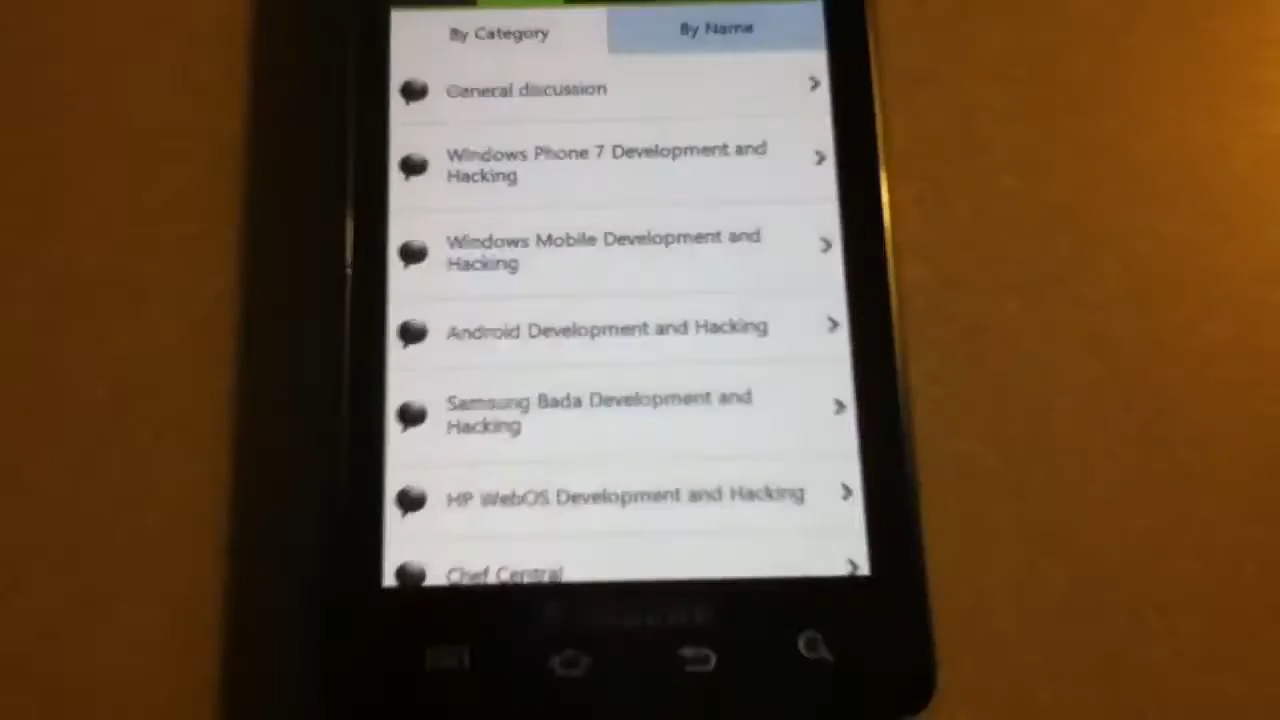 By Category
By Name
General discussion
Windows Phone 7 Development and
Hacking
Windows Mobile Development and
Hacking
Android Development and Hacking
Samsung Bada Development and
Hacking
HP WebOS Development and Hacking
Chef Central